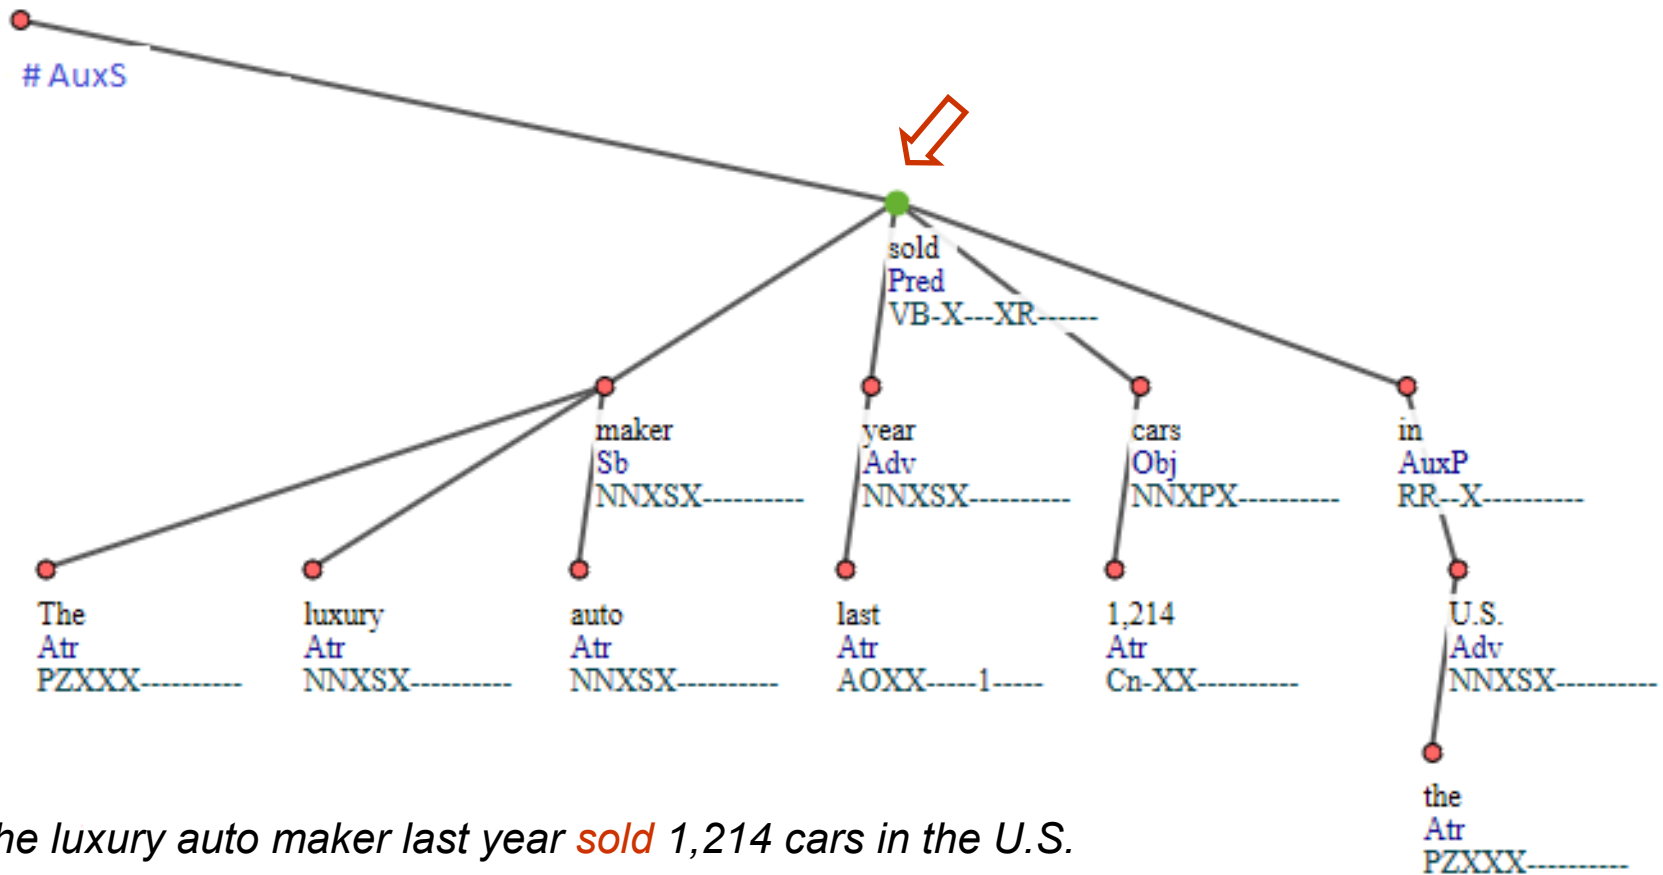 # AuxS
sold
Pred
VB-X---XR------
maker
Sb
NNXSX----------
year
Adv
NNXSX----------
cars
Obj
NNXPX----------
in
AuxP
RR--X----------
The
Atr
PZXXX----------
luxury
Atr
NNXSX----------
auto
Atr
NNXSX----------
last
Atr
AOXX-----1-----
1,214
Atr
Cn-XX----------
U.S.
Adv
NNXSX----------
the
Atr
PZXXX----------
he luxury auto maker last year sold 1,214 cars in the U.S.